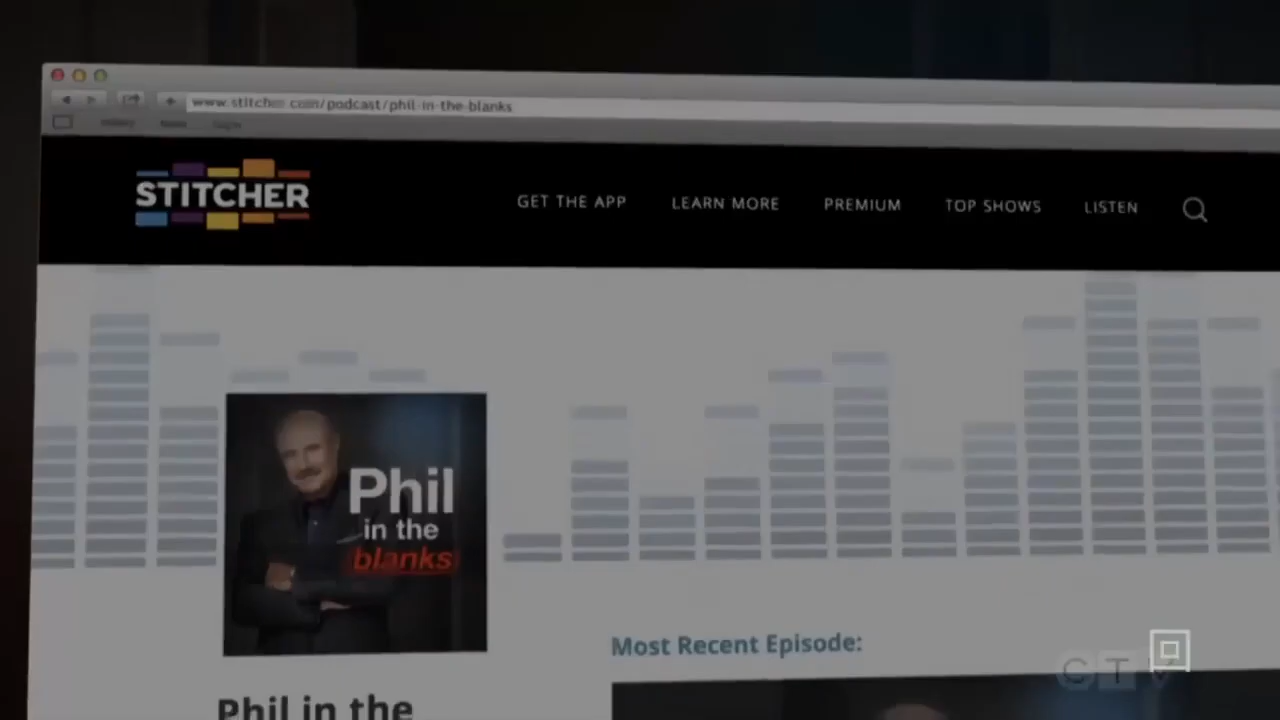 www.stitcher.com/podcast/phil-in-the-blanks
STITCHER
GET THE APP
LEARN MORE
PREMIUM
TOP SHOWS
LISTEN
Phil
in the
blanks
Most Recent Episode:
CTV
Phil in the